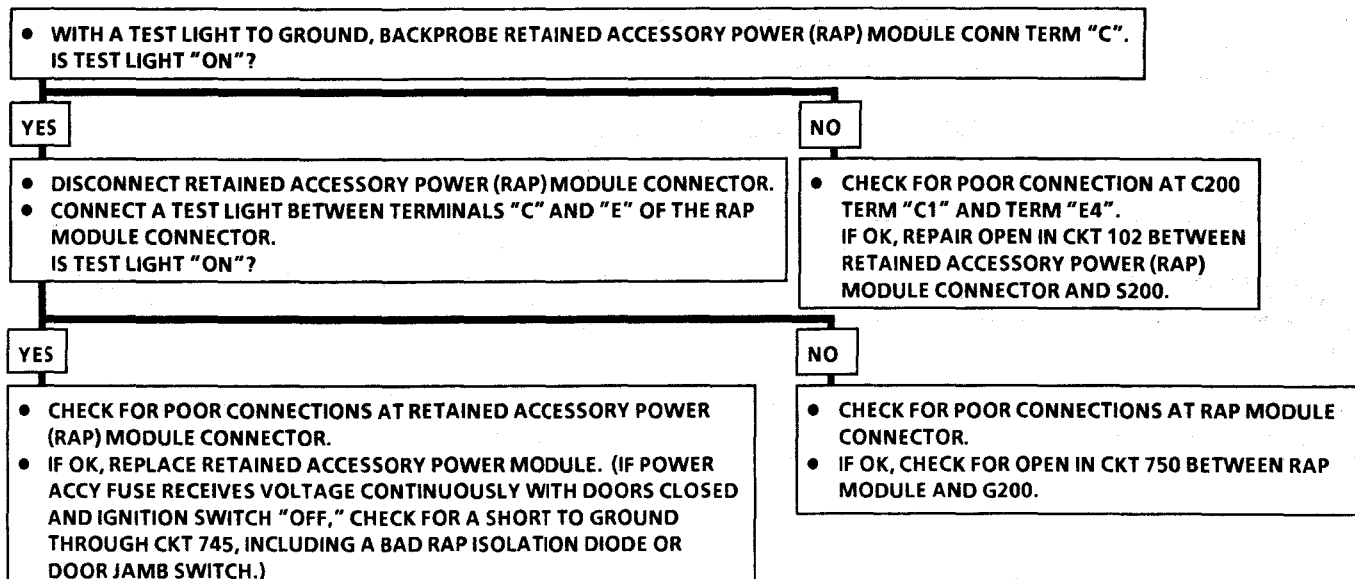 • WITH A TEST LIGHT TO GROUND, BACKPROBE RETAINED ACCESSORY POWER (RAP) MODULE CONN TERM "C".
IS TEST LIGHT "ON"?
YES
NO
• DISCONNECT RETAINED ACCESSORY POWER (RAP) MODULE CONNECTOR.
• CONNECT A TEST LIGHT BETWEEN TERMINALS "C" AND "E" OF THE RAP
MODULE CONNECTOR.
IS TEST LIGHT "ON"?
• CHECK FOR POOR CONNECTION AT C200
TERM "C1" AND TERM "E4".
IF OK, REPAIR OPEN IN CKT 102 BETWEEN
RETAINED ACCESSORY POWER (RAP)
MODULE CONNECTOR AND S200.
YES
NO
• CHECK FOR POOR CONNECTIONS AT RETAINED ACCESSORY POWER
(RAP) MODULE CONNECTOR.
• IF OK, REPLACE RETAINED ACCESSORY POWER MODULE. (IF POWER
ACCY FUSE RECEIVES VOLTAGE CONTINUOUSLY WITH DOORS CLOSED
AND IGNITION SWITCH "OFF," CHECK FOR A SHORT TO GROUND
THROUGH CKT 745, INCLUDING A BAD RAP ISOLATION DIODE OR
DOOR JAMB SWITCH.)
• CHECK FOR POOR CONNECTIONS AT RAP MODULE
CONNECTOR.
• IF OK, CHECK FOR OPEN IN CKT 750 BETWEEN RAP
MODULE AND G200.